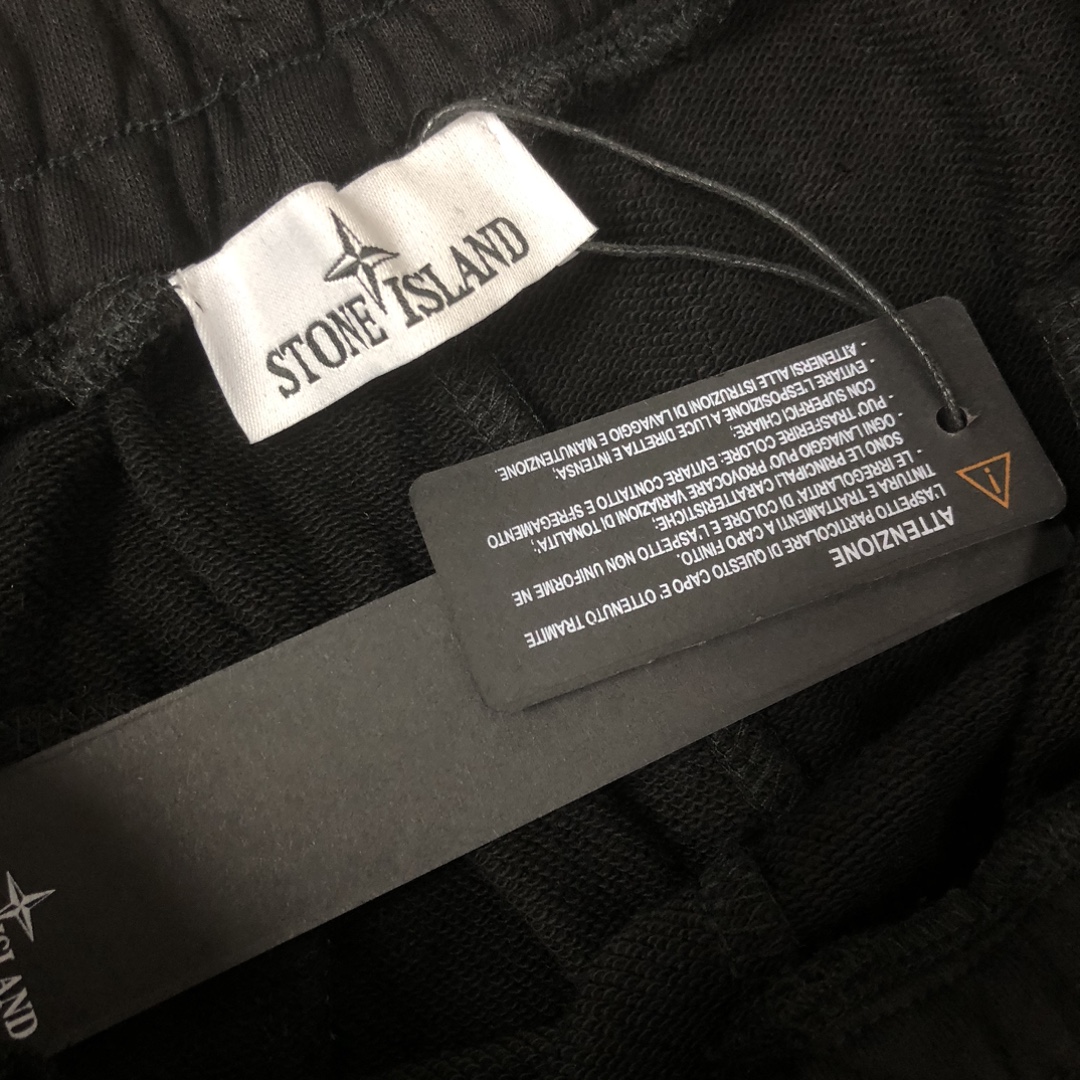 STONE ISLAND
ATTENZIONE
L'ASPETTO PARTICOLARE DI QUESTO CAPO E' OTTENUTO TRAMITE
TINTURA E TRATTAMENTI A CAPO FINITO.
- LE IRREGOLARITA' DI COLORE E L'ASPETTO NON UNIFORME NE
SONO LE PRINCIPALI CARATTERISTICHE;
- OGNI LAVAGGIO PUO' PROVOCARE VARIAZIONI DI TONALITA';
- PUO' TRASFERIRE COLORE: EVITARE CONTATTO E SFREGAMENTO
CON SUPERFICI CHIARE;
- EVITARE L'ESPOSIZIONE A LUCE DIRETTA E INTENSA;
- ATTENERSI ALLE ISTRUZIONI DI LAVAGGIO E MANUTENZIONE.
ISLAND